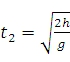 t₂ = √(2h/g)